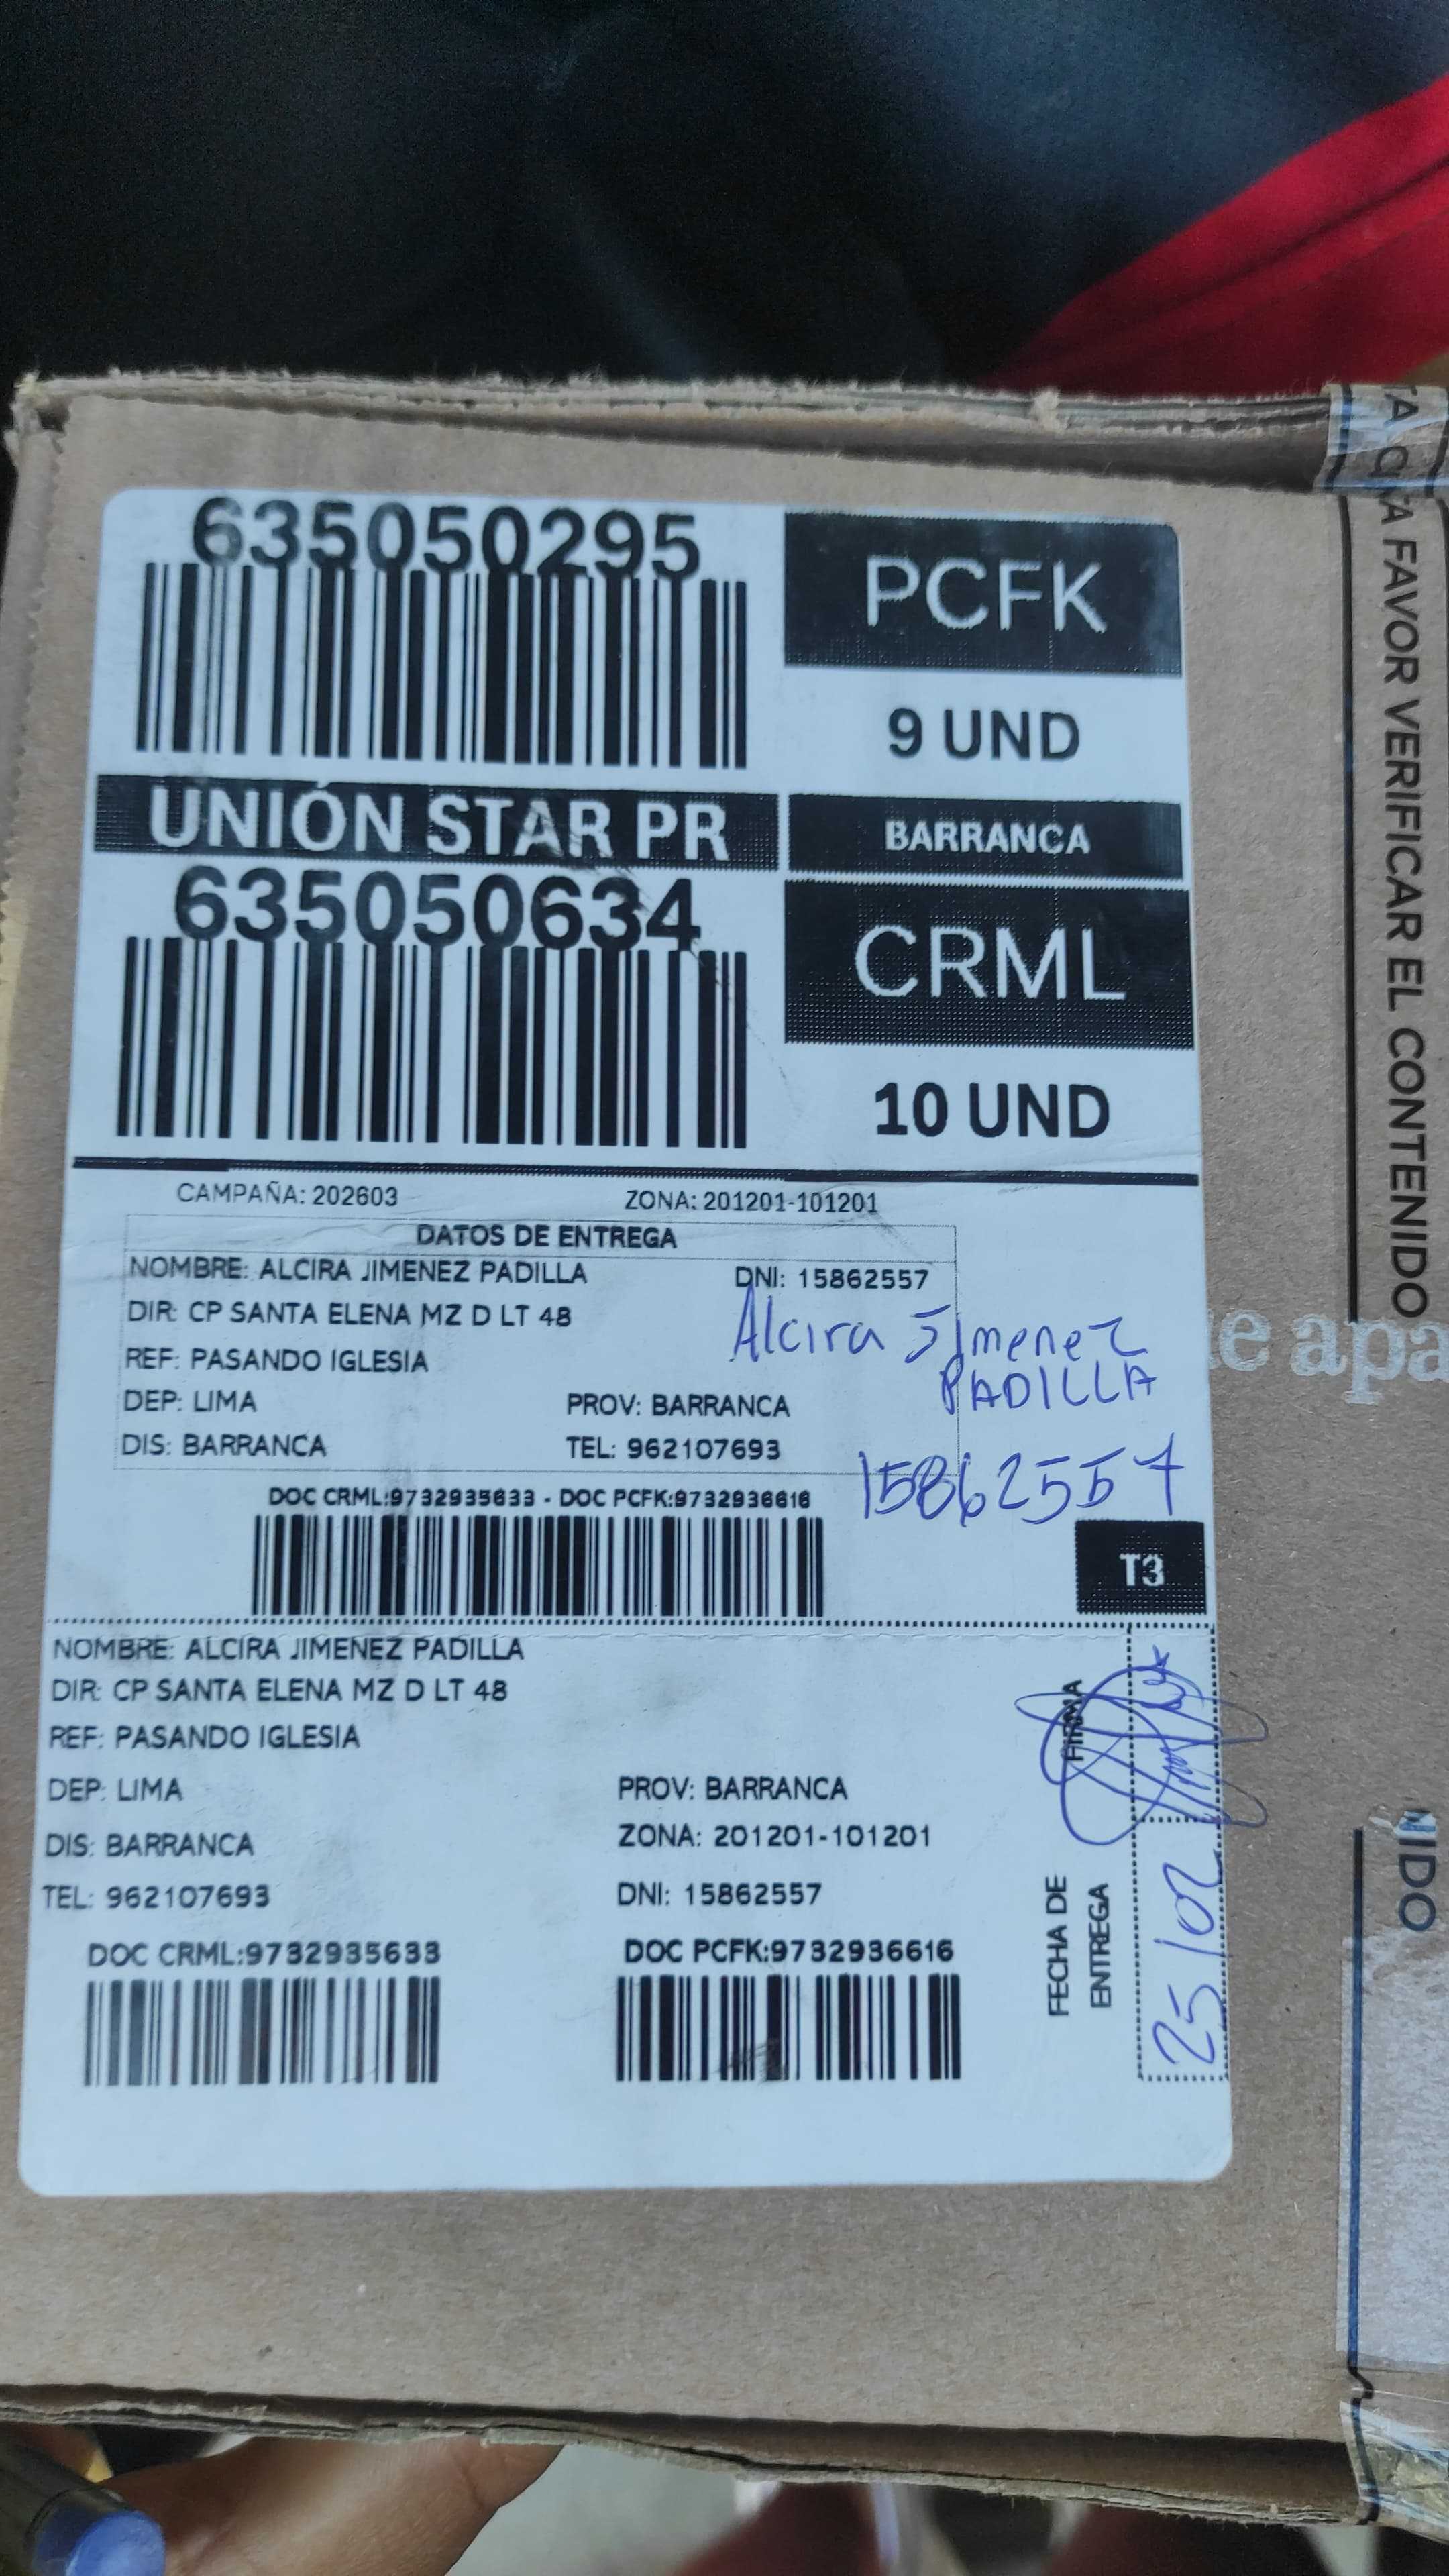 635050295
PCFK
9 UND
UNIÓN STAR PR
BARRANCA
635050634
CRML
10 UND
CAMPAÑA: 202603 ZONA: 201201-101201
DATOS DE ENTREGA
NOMBRE: ALCIRA JIMENEZ PADILLA DNI: 15862557
DIR: CP SANTA ELENA MZ D LT 48
Alcira Jimenez
PADILLA
REF: PASANDO IGLESIA
DEP: LIMA PROV: BARRANCA
DIS: BARRANCA TEL: 962107693
15862557
DOC CRML:9732935633 - DOC PCFK:9732936616
T3
NOMBRE: ALCIRA JIMENEZ PADILLA
DIR: CP SANTA ELENA MZ D LT 48
REF: PASANDO IGLESIA
DEP: LIMA PROV: BARRANCA
DIS: BARRANCA ZONA: 201201-101201
TEL: 962107693 DNI: 15862557
DOC CRML:9732935633 DOC PCFK:9732936616
FIRMA
FECHA DE
ENTREGA
25/02
FAVOR VERIFICAR EL CONTENIDO
e apa
NIDO